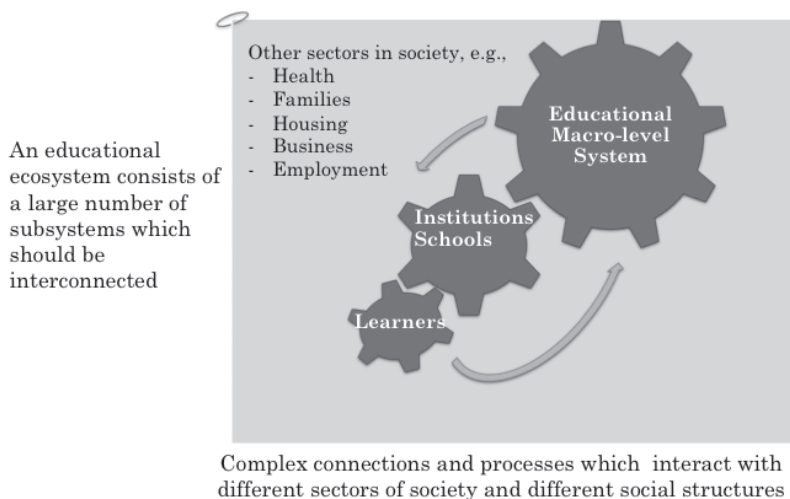 An educational
ecosystem consists of
a large number of
subsystems which
should be
interconnected
Other sectors in society, e.g.,
- Health
- Families
- Housing
- Business
- Employment
Educational
Macro-level
System
Institutions
Schools
Learners
Complex connections and processes which interact with
different sectors of society and different social structures